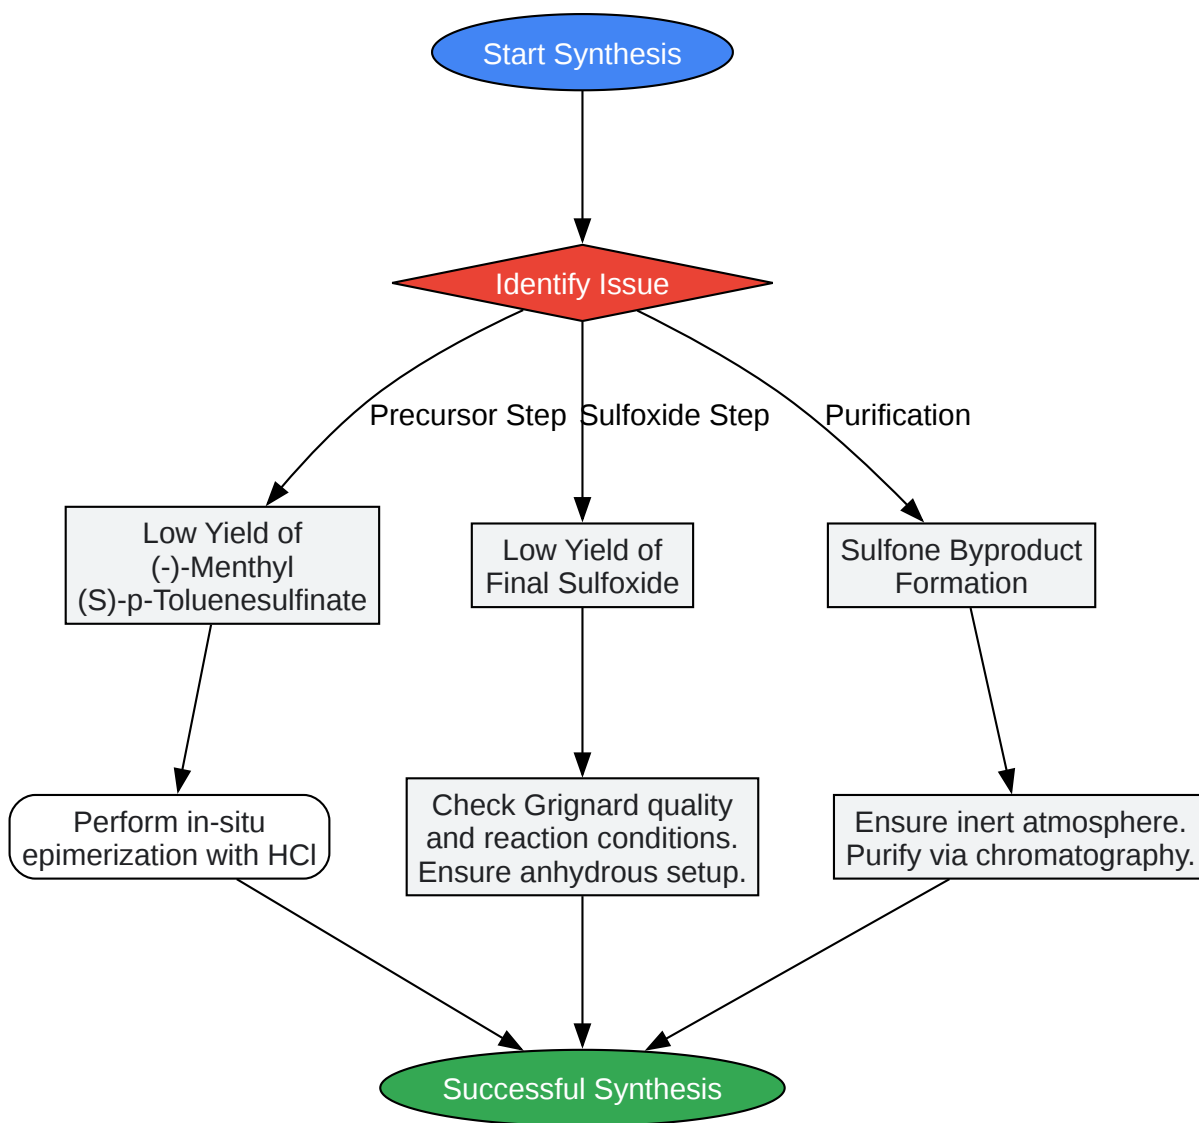 Start Synthesis
Identify Issue
Precursor Step
Sulfoxide Step
Purification
Low Yield of
(-)-Menthyl
(S)-p-Toluenesulfinate
Low Yield of
Final Sulfoxide
Sulfone Byproduct
Formation
Perform in-situ
epimerization with HCl
Check Grignard quality
and reaction conditions.
Ensure anhydrous setup.
Ensure inert atmosphere.
Purify via chromatography.
Successful Synthesis